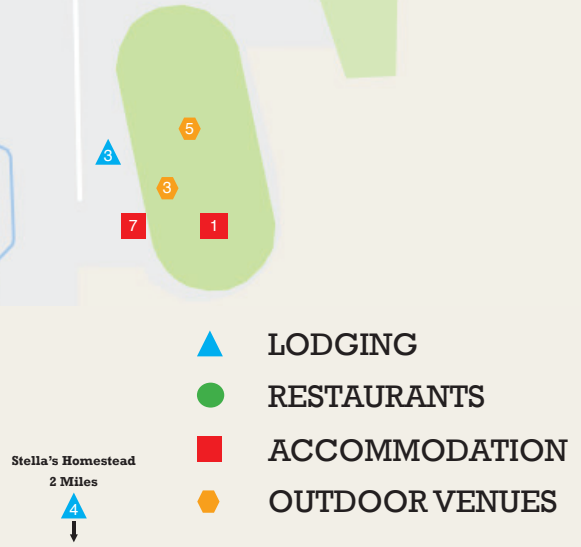 5
3
3
7
1
LODGING
RESTAURANTS
ACCOMMODATION
OUTDOOR VENUES
Stella's Homestead
2 Miles
4